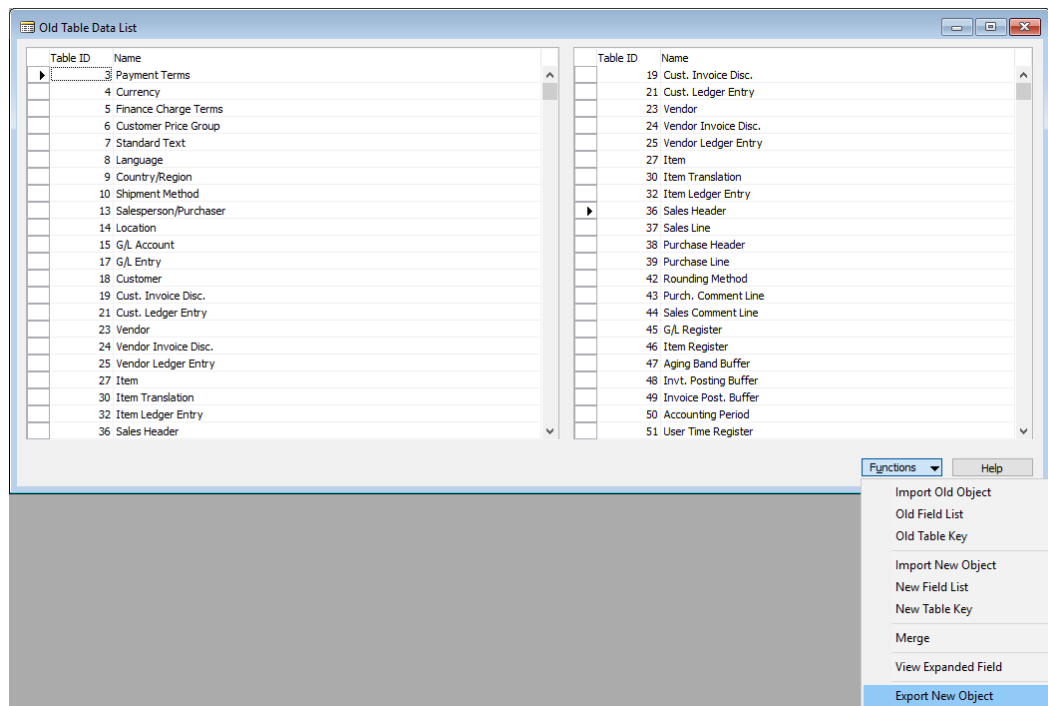 Old Table Data List
Table ID Name
3 Payment Terms
4 Currency
5 Finance Charge Terms
6 Customer Price Group
7 Standard Text
8 Language
9 Country/Region
10 Shipment Method
13 Salesperson/Purchaser
14 Location
15 G/L Account
17 G/L Entry
18 Customer
19 Cust. Invoice Disc.
21 Cust. Ledger Entry
23 Vendor
24 Vendor Invoice Disc.
25 Vendor Ledger Entry
27 Item
30 Item Translation
32 Item Ledger Entry
36 Sales Header
Table ID Name
19 Cust. Invoice Disc.
21 Cust. Ledger Entry
23 Vendor
24 Vendor Invoice Disc.
25 Vendor Ledger Entry
27 Item
30 Item Translation
32 Item Ledger Entry
36 Sales Header
37 Sales Line
38 Purchase Header
39 Purchase Line
42 Rounding Method
43 Purch. Comment Line
44 Sales Comment Line
45 G/L Register
46 Item Register
47 Aging Band Buffer
48 Invt. Posting Buffer
49 Invoice Post. Buffer
50 Accounting Period
51 User Time Register
Functions Help
Import Old Object
Old Field List
Old Table Key
Import New Object
New Field List
New Table Key
Merge
View Expanded Field
Export New Object